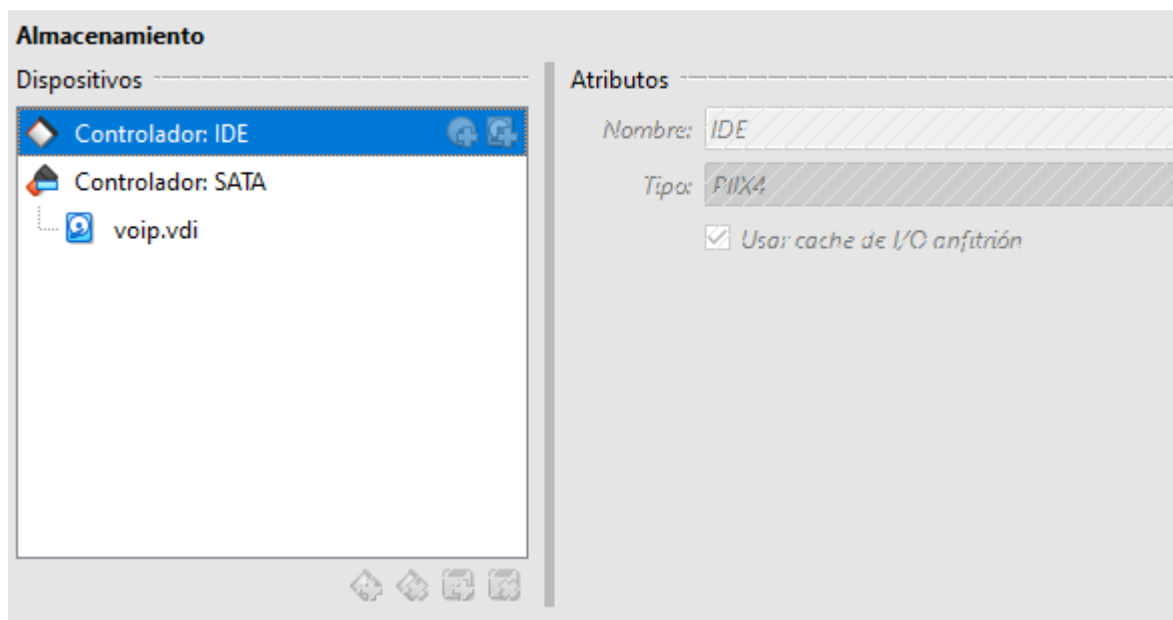 Almacenamiento
Dispositivos
Controlador: IDE
Controlador: SATA
voip.vdi
Atributos
Nombre: IDE
Tipo: PIIX4
Usar cache de I/O anfitrión